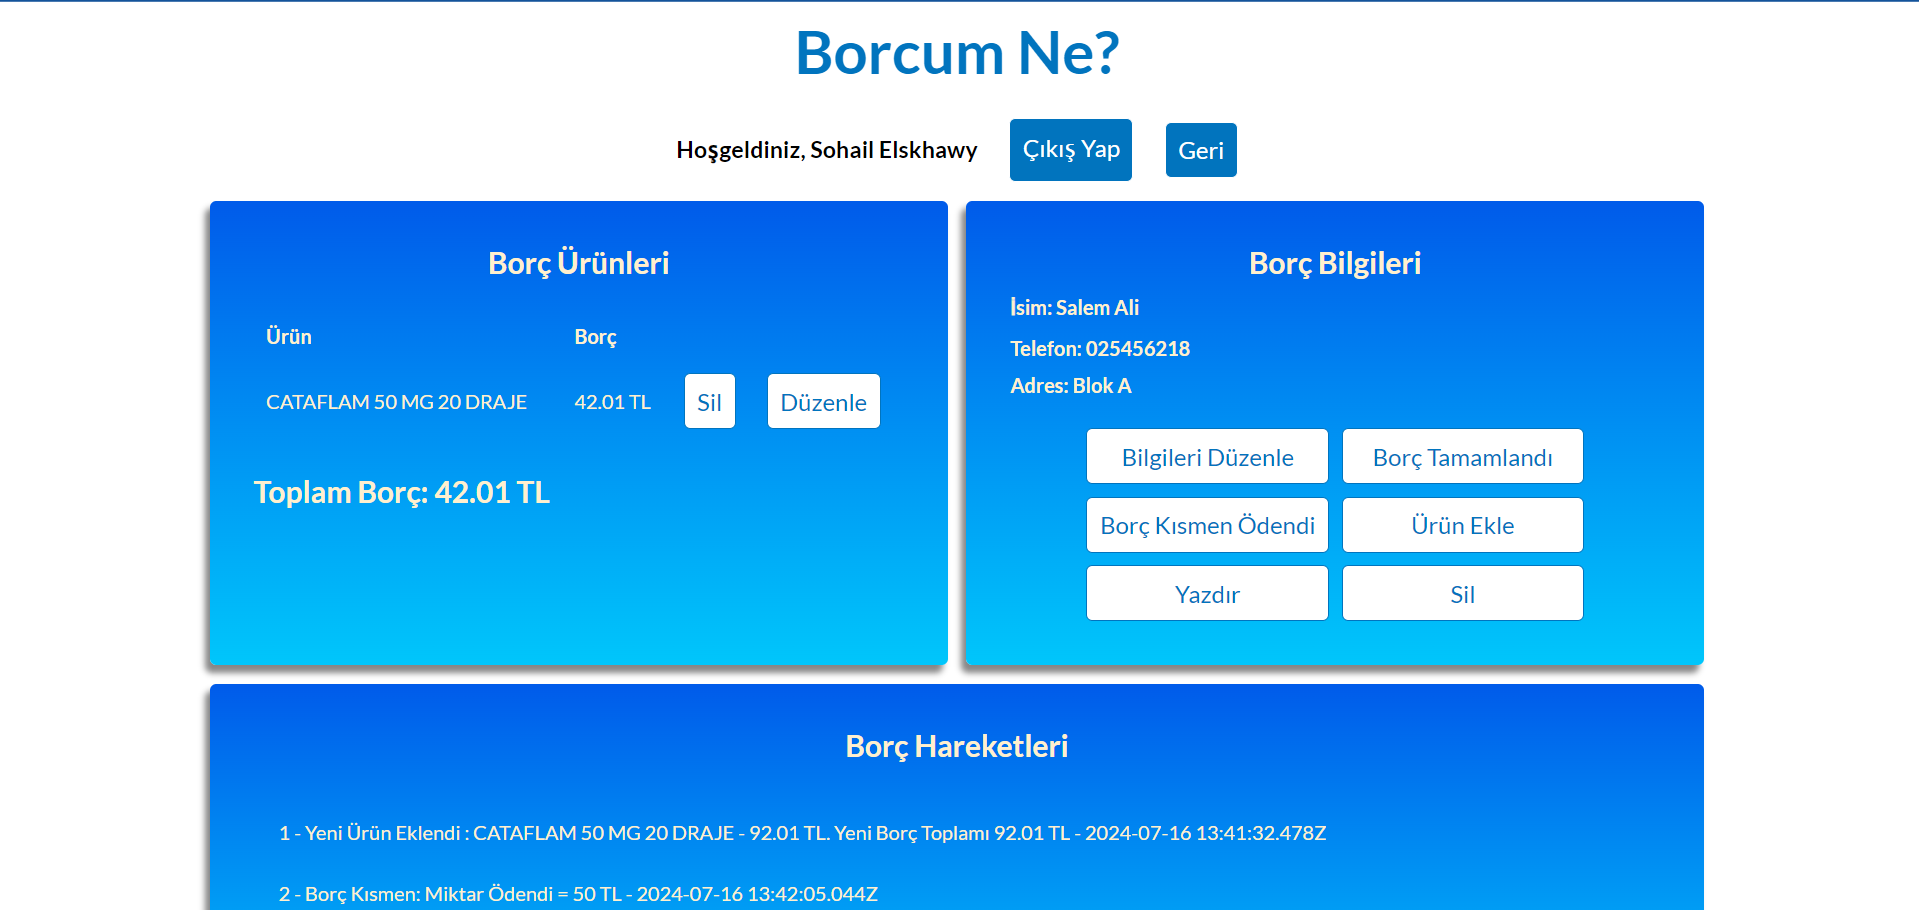 Borcum Ne?
Hoşgeldiniz, Sohail Elskhawy
Çıkış Yap
Geri
Borç Ürünleri
Ürün Borç
CATAFLAM 50 MG 20 DRAJE 42.01 TL Sil Düzenle
Toplam Borç: 42.01 TL
Borç Bilgileri
İsim: Salem Ali
Telefon: 025456218
Adres: Blok A
Bilgileri Düzenle
Borç Tamamlandı
Borç Kısmen Ödendi
Ürün Ekle
Yazdır
Sil
Borç Hareketleri
1 - Yeni Ürün Eklendi : CATAFLAM 50 MG 20 DRAJE - 92.01 TL. Yeni Borç Toplamı 92.01 TL - 2024-07-16 13:41:32.478Z
2 - Borç Kısmen: Miktar Ödendi = 50 TL - 2024-07-16 13:42:05.044Z